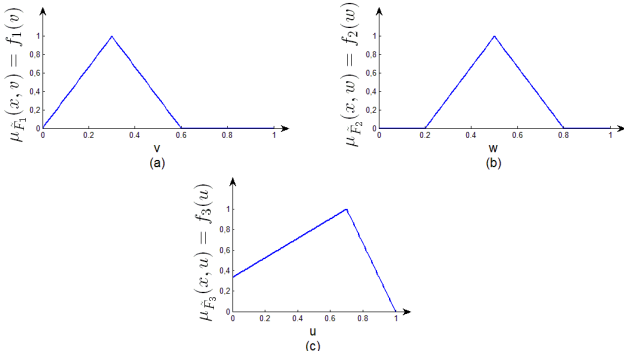 μ_{F̃_1}(x, v) = f_1(v)
1
0,8
0,6
0,4
0,2
0
0 0.2 0.4 0.6 0.8 1
v
(a)
μ_{F̃_2}(x, w) = f_2(w)
1
0,8
0,6
0,4
0,2
0
0 0.2 0.4 0.6 0.8 1
w
(b)
μ_{F̃_3}(x, u) = f_3(u)
1
0,8
0,6
0,4
0,2
0
0 0.2 0.4 0.6 0.8 1
u
(c)